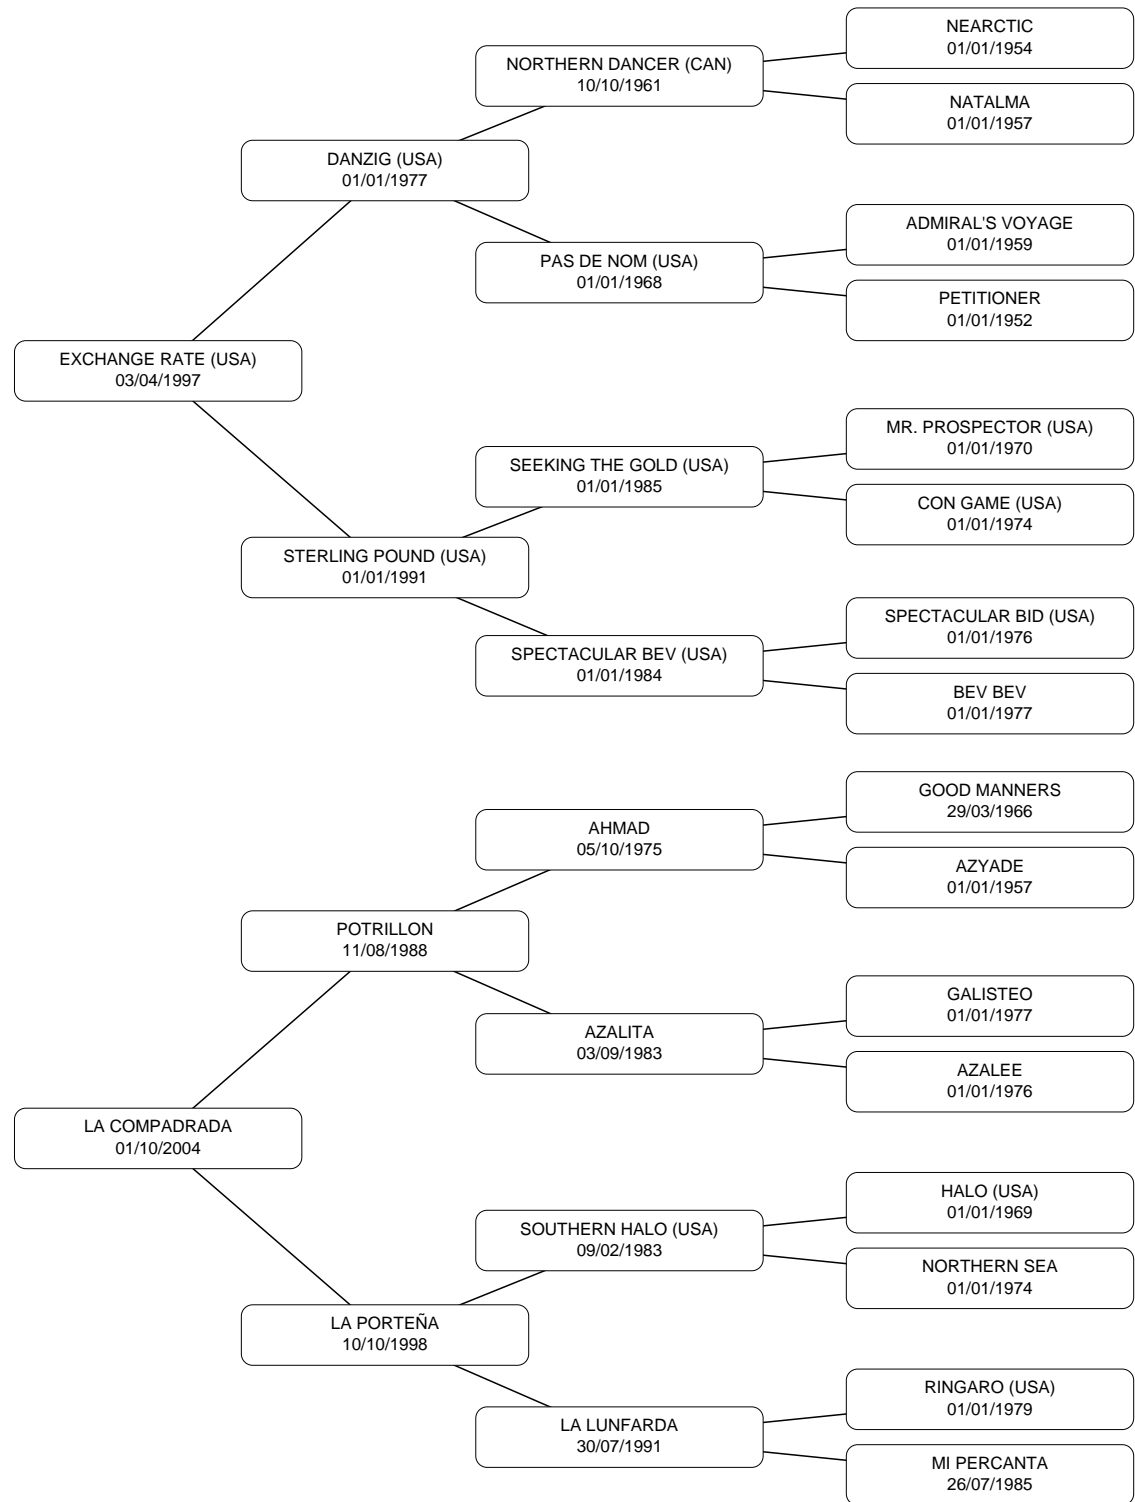 NEARCTIC
01/01/1954
NORTHERN DANCER (CAN)
10/10/1961
NATALMA
01/01/1957
DANZIG (USA)
01/01/1977
ADMIRAL'S VOYAGE
01/01/1959
PAS DE NOM (USA)
01/01/1968
PETITIONER
01/01/1952
EXCHANGE RATE (USA)
03/04/1997
MR. PROSPECTOR (USA)
01/01/1970
SEEKING THE GOLD (USA)
01/01/1985
CON GAME (USA)
01/01/1974
STERLING POUND (USA)
01/01/1991
SPECTACULAR BID (USA)
01/01/1976
SPECTACULAR BEV (USA)
01/01/1984
BEV BEV
01/01/1977
GOOD MANNERS
29/03/1966
AHMAD
05/10/1975
AZYADE
01/01/1957
POTRILLON
11/08/1988
GALISTEO
01/01/1977
AZALITA
03/09/1983
AZALEE
01/01/1976
LA COMPADRADA
01/10/2004
HALO (USA)
01/01/1969
SOUTHERN HALO (USA)
09/02/1983
NORTHERN SEA
01/01/1974
LA PORTEÑA
10/10/1998
RINGARO (USA)
01/01/1979
LA LUNFARDA
30/07/1991
MI PERCANTA
26/07/1985